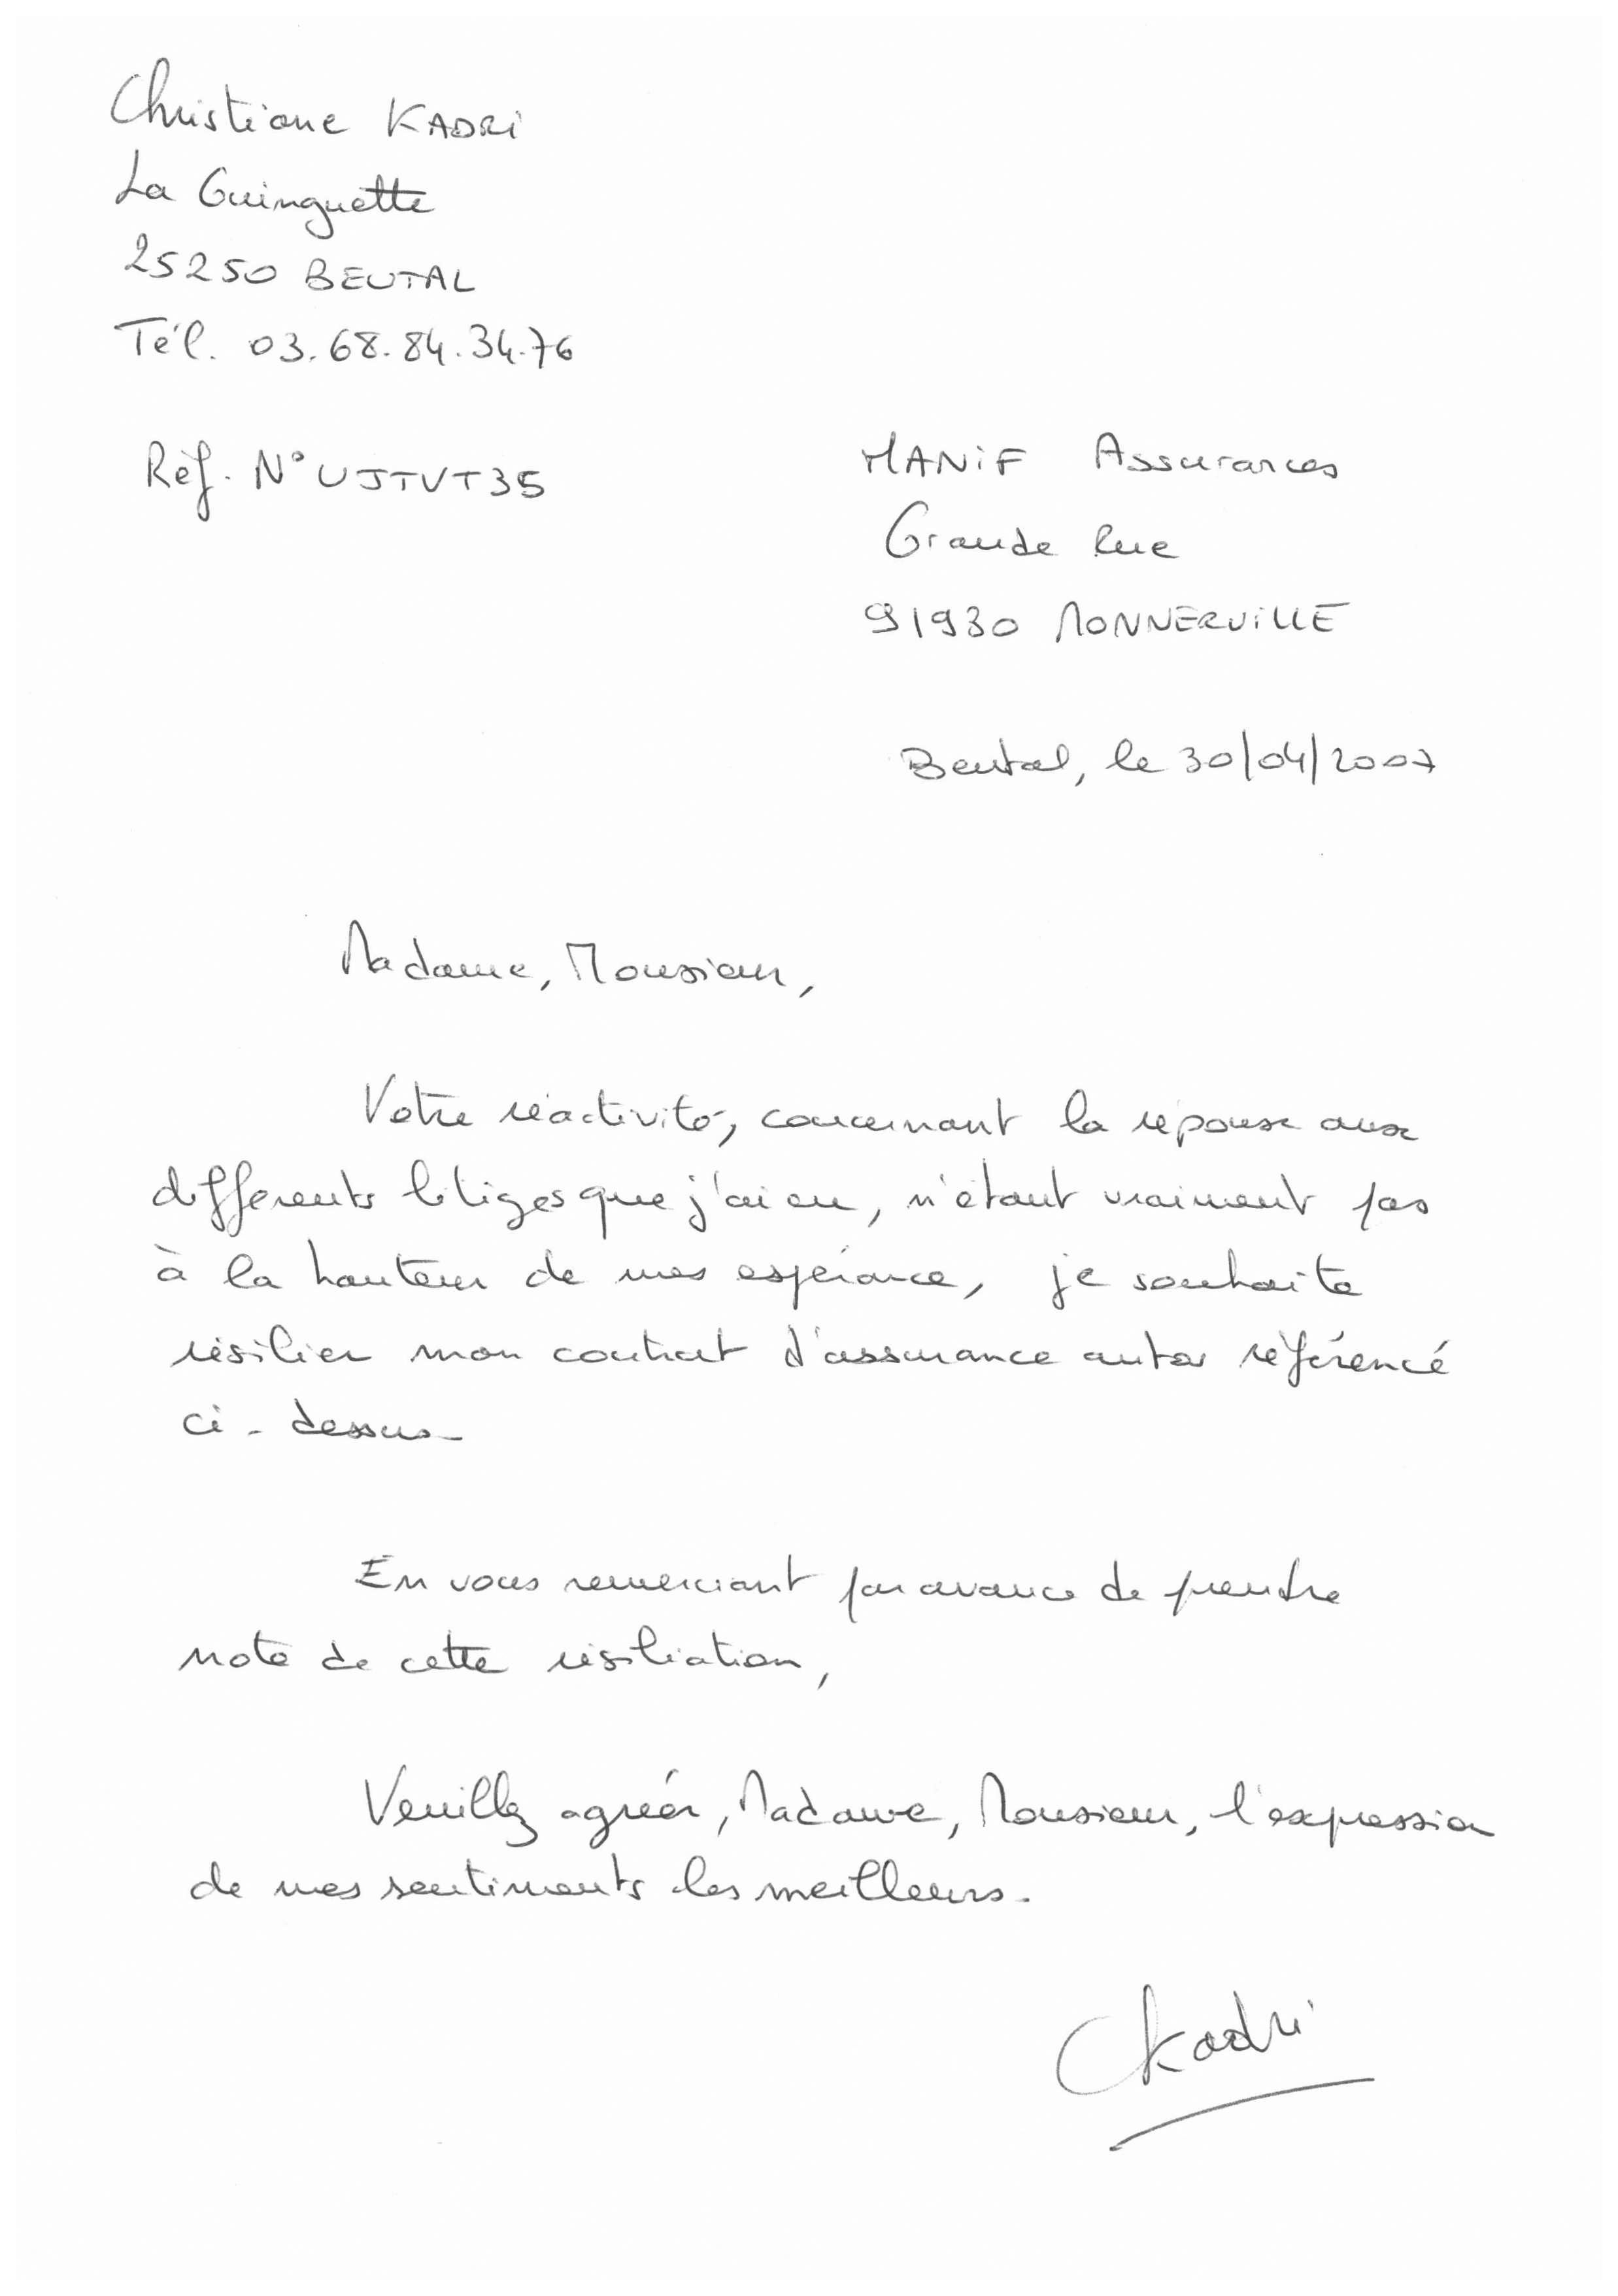 Christiane KADRI
La Guinguette
25250 BEUTAL
Tél. 03.68.84.34.76
Réf. N° UJTVT35
MANIF Assurances
Grande Rue
91930 MONNERVILLE
Beutal, le 30/04/2007
Madame, Monsieur,
Votre réactivité, concernant la réponse aux
différents litiges que j'ai eu, n'étant vraiment pas
à la hauteur de mes espérance, je souhaite
résilier mon contrat d'assurance auto référencé
ci-dessus.
En vous remerciant par avance de prendre
note de cette résiliation,
Veuillez agréer, Madame, Monsieur, l'expression
de mes sentiments les meilleurs.
CKadri